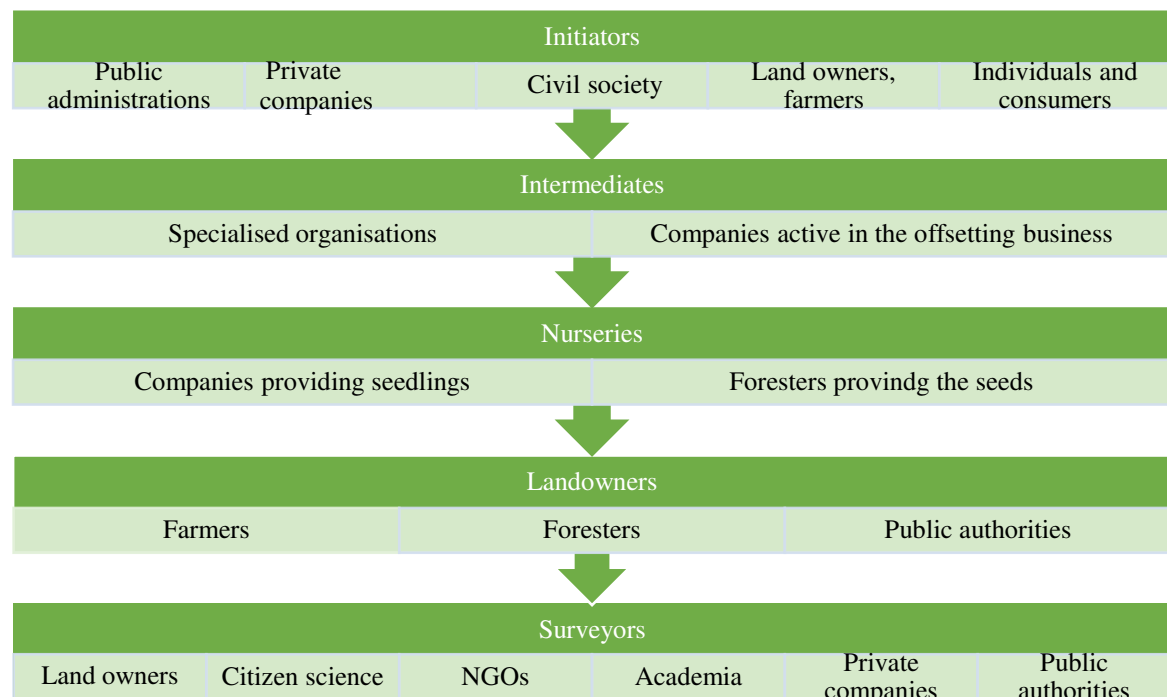 Initiators
Public
administrations
Private
companies
Civil society
Land owners,
farmers
Individuals and
consumers
Intermediates
Specialised organisations
Companies active in the offsetting business
Nurseries
Companies providing seedlings
Foresters provindg the seeds
Landowners
Farmers
Foresters
Public authorities
Surveyors
Land owners
Citizen science
NGOs
Academia
Private
companies
Public
authorities